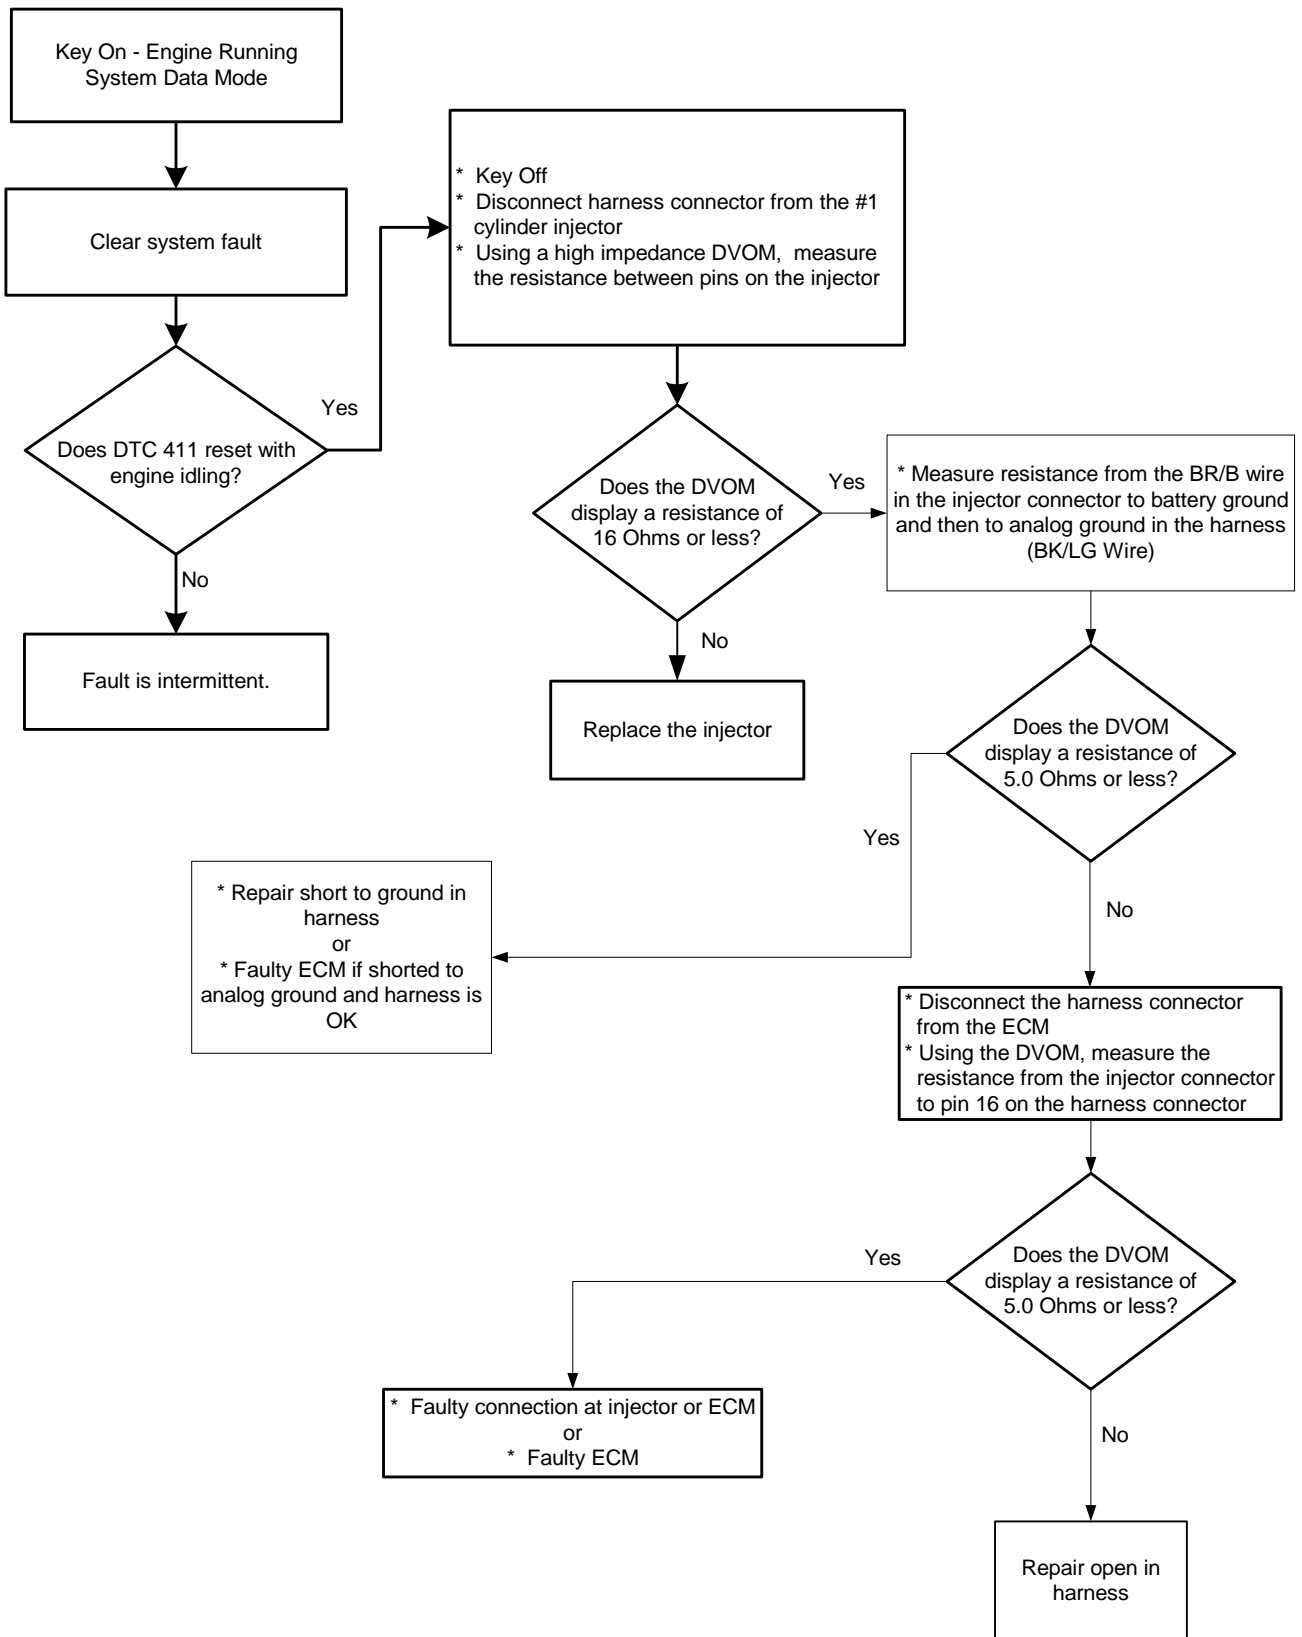 Key On - Engine Running
System Data Mode
Clear system fault
Does DTC 411 reset with
engine idling?
Yes
No
Fault is intermittent.
* Key Off
* Disconnect harness connector from the #1
cylinder injector
* Using a high impedance DVOM, measure
the resistance between pins on the injector
Does the DVOM
display a resistance of
16 Ohms or less?
Yes
No
Replace the injector
* Measure resistance from the BR/B wire
in the injector connector to battery ground
and then to analog ground in the harness
(BK/LG Wire)
Does the DVOM
display a resistance of
5.0 Ohms or less?
Yes
* Repair short to ground in
harness
or
* Faulty ECM if shorted to
analog ground and harness is
OK
No
* Disconnect the harness connector
from the ECM
* Using the DVOM, measure the
resistance from the injector connector
to pin 16 on the harness connector
Does the DVOM
display a resistance of
5.0 Ohms or less?
Yes
* Faulty connection at injector or ECM
or
* Faulty ECM
No
Repair open in
harness